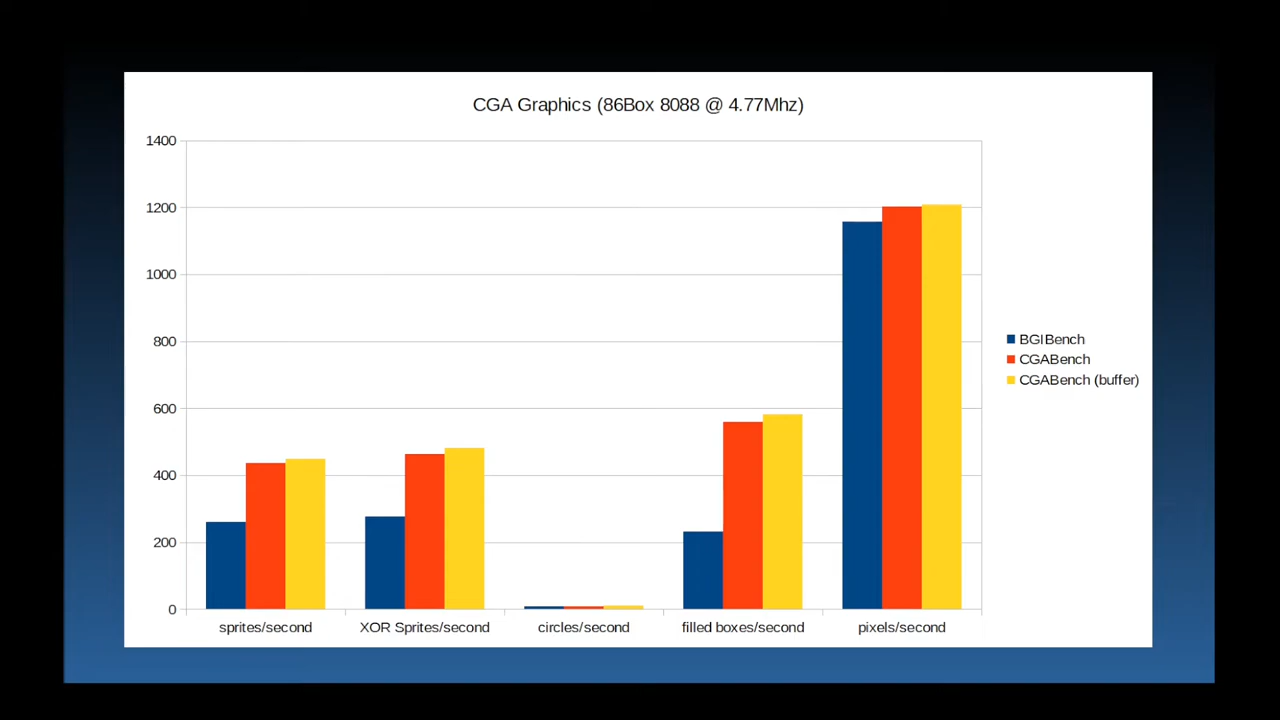 CGA Graphics (86Box 8088 @ 4.77Mhz)
1400
1200
1000
800
600
400
200
0
sprites/second
XOR Sprites/second
circles/second
filled boxes/second
pixels/second
BGIBench
CGABench
CGABench (buffer)